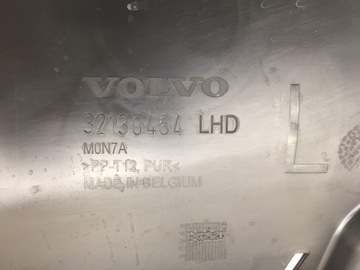 VOLVO
32130464 LHD
M0N7A
>PP-T12, PUR<
MADE IN BELGIUM
L